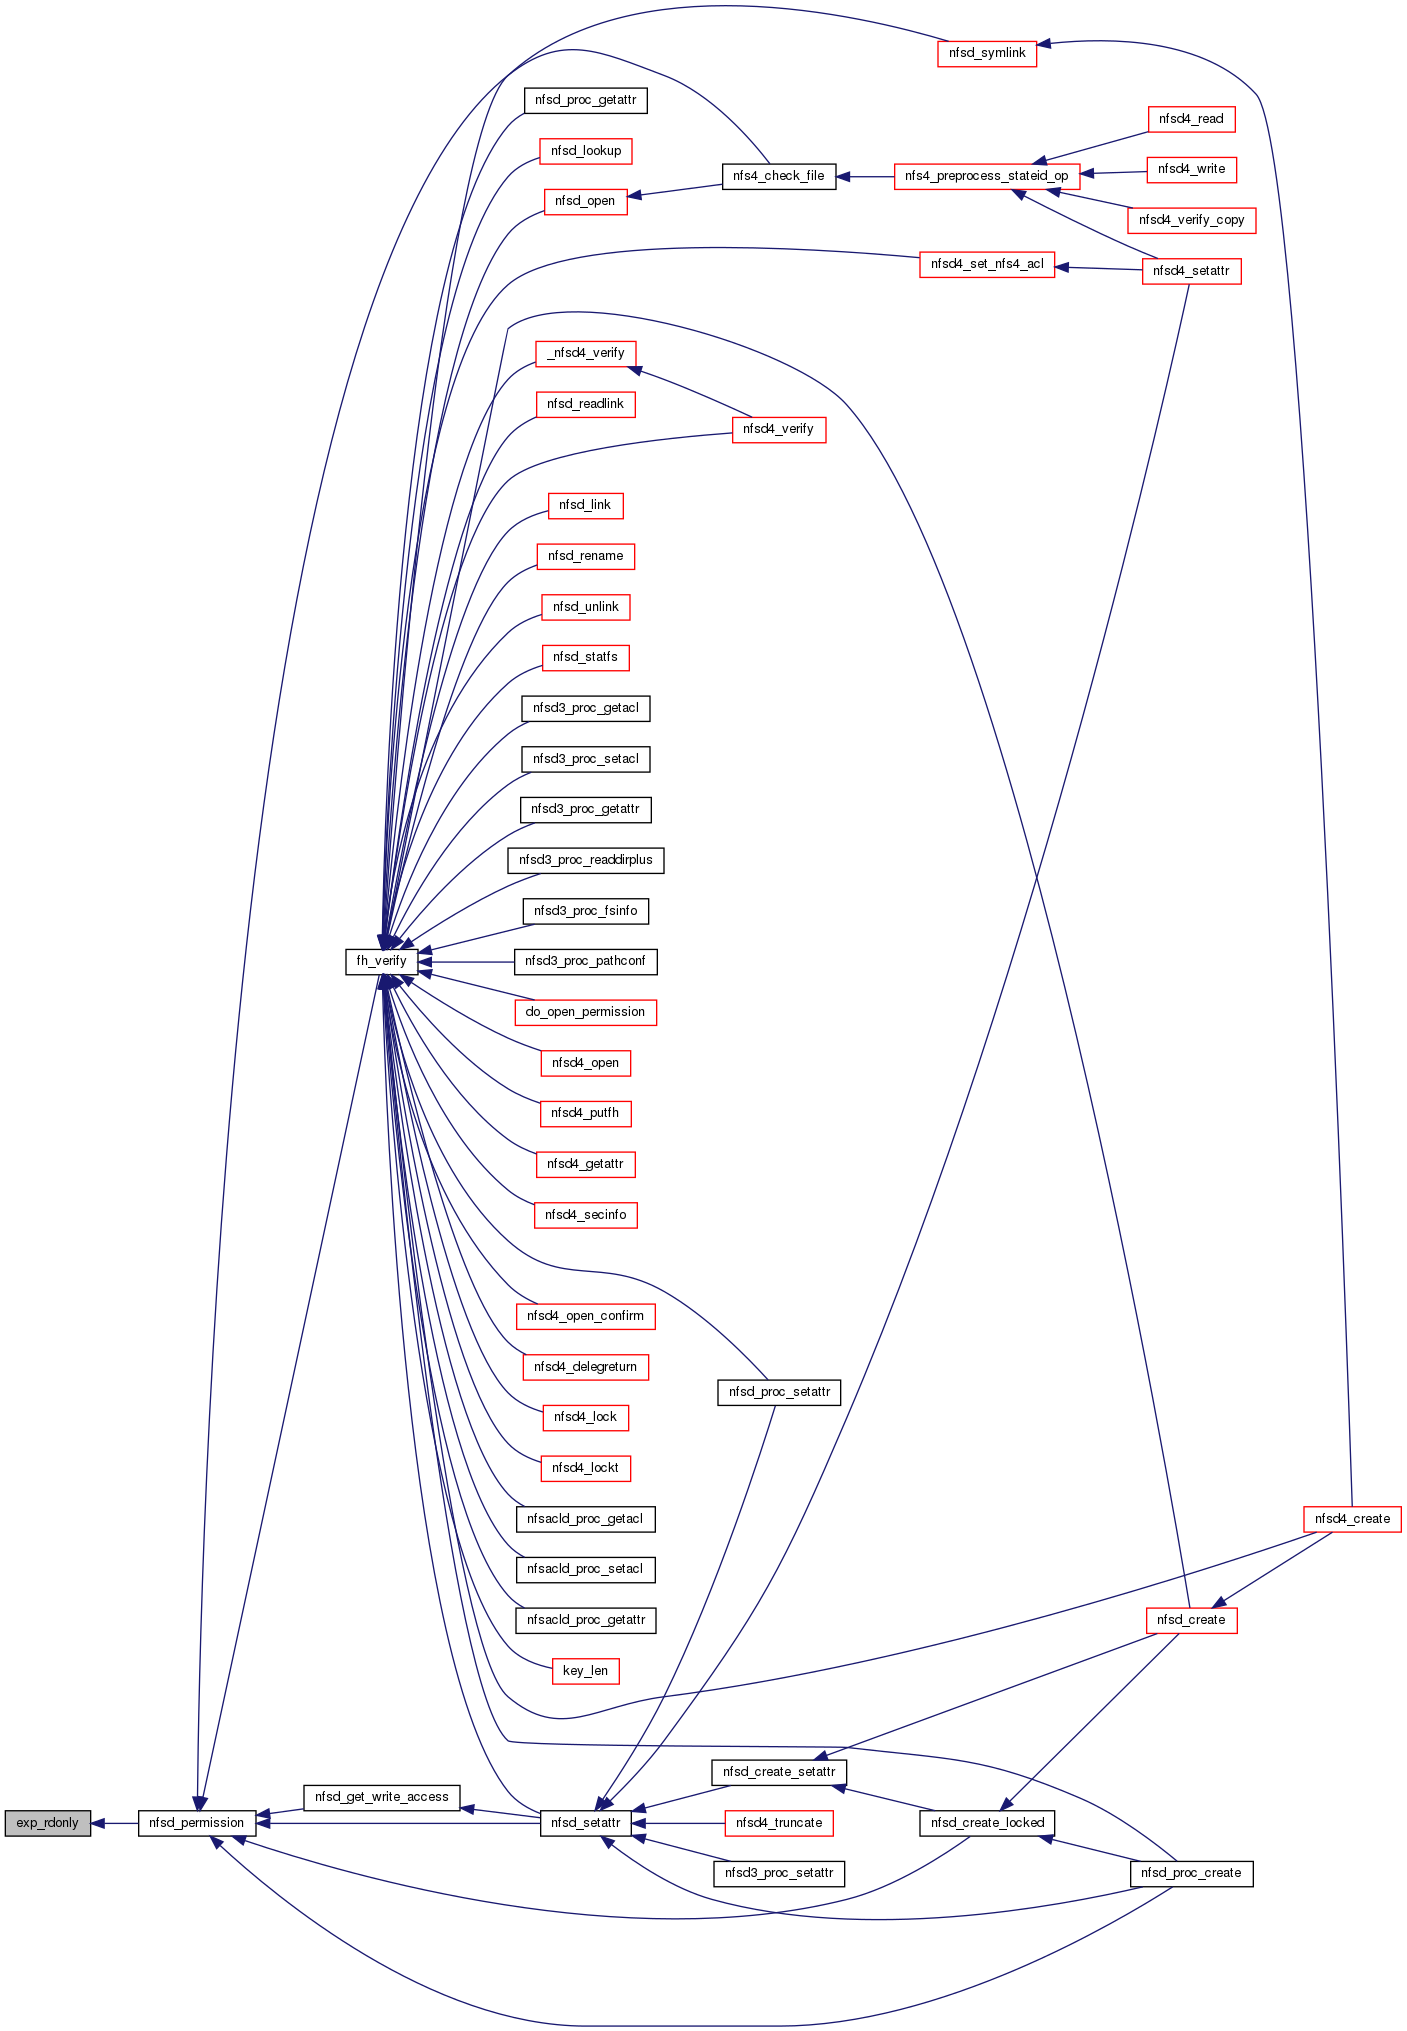 nfsd_symlink
nfsd_proc_getattr
nfsd4_read
nfsd_lookup
nfsd4_write
nfs4_check_file
nfs4_preprocess_stateid_op
nfsd_open
nfsd4_verify_copy
nfsd4_set_nfs4_acl
nfsd4_setattr
_nfsd4_verify
nfsd_readlink
nfsd4_verify
nfsd_link
nfsd_rename
nfsd_unlink
nfsd_statfs
nfsd3_proc_getacl
nfsd3_proc_setacl
nfsd3_proc_getattr
nfsd3_proc_readdirplus
nfsd3_proc_fsinfo
fh_verify
nfsd3_proc_pathconf
do_open_permission
nfsd4_open
nfsd4_putfh
nfsd4_getattr
nfsd4_secinfo
nfsd4_open_confirm
nfsd4_delegreturn
nfsd_proc_setattr
nfsd4_lock
nfsd4_lockt
nfsacld_proc_getacl
nfsd4_create
nfsacld_proc_setacl
nfsacld_proc_getattr
nfsd_create
key_len
nfsd_create_setattr
nfsd_get_write_access
exp_rdonly
nfsd_permission
nfsd_setattr
nfsd4_truncate
nfsd_create_locked
nfsd3_proc_setattr
nfsd_proc_create